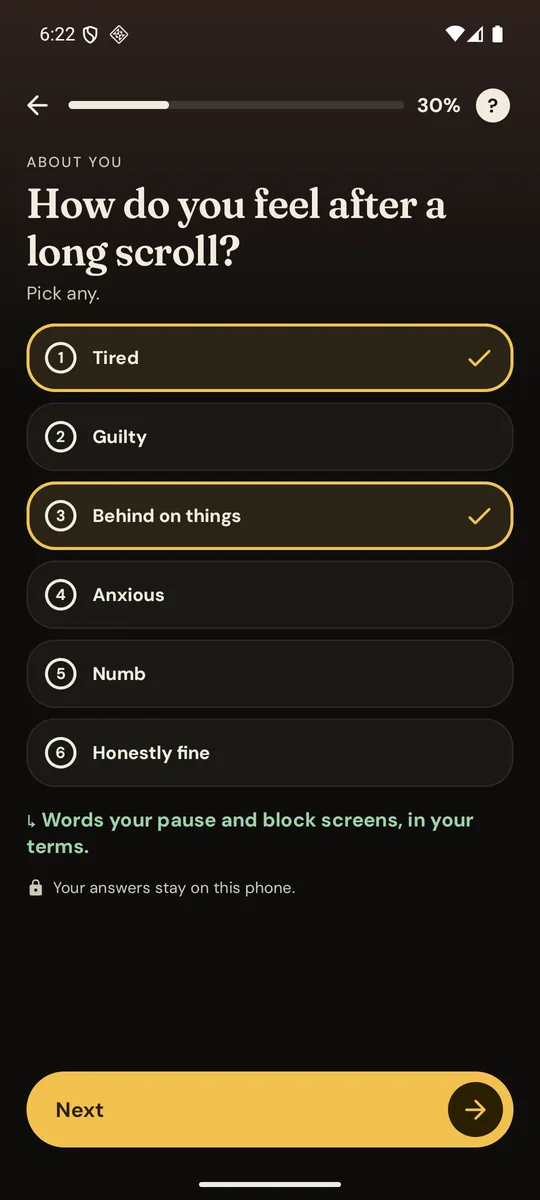 6:22
30%
?
ABOUT YOU
How do you feel after a
long scroll?
Pick any.
1 Tired
2 Guilty
3 Behind on things
4 Anxious
5 Numb
6 Honestly fine
↳ Words your pause and block screens, in your
terms.
Your answers stay on this phone.
Next